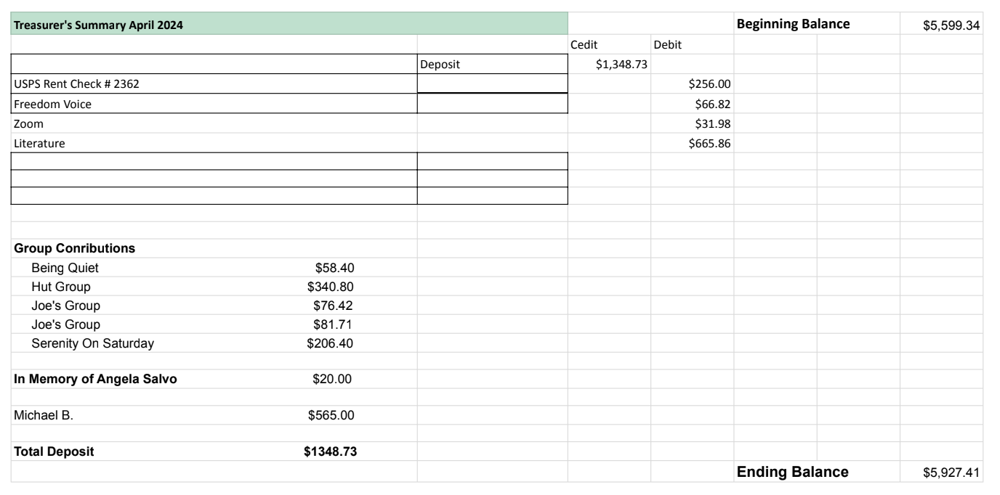 Treasurer's Summary April 2024 Beginning Balance $5,599.34
Cedit Debit
Deposit $1,348.73
USPS Rent Check # 2362 $256.00
Freedom Voice $66.82
Zoom $31.98
Literature $665.86
Group Conributions
Being Quiet $58.40
Hut Group $340.80
Joe's Group $76.42
Joe's Group $81.71
Serenity On Saturday $206.40
In Memory of Angela Salvo $20.00
Michael B. $565.00
Total Deposit $1348.73
Ending Balance $5,927.41